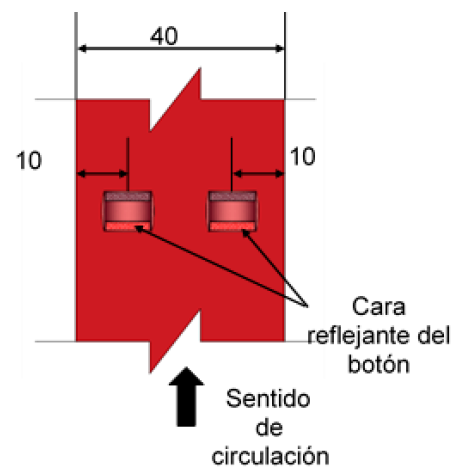 40
10
10
Cara
reflejante del
botón
Sentido
de
circulación